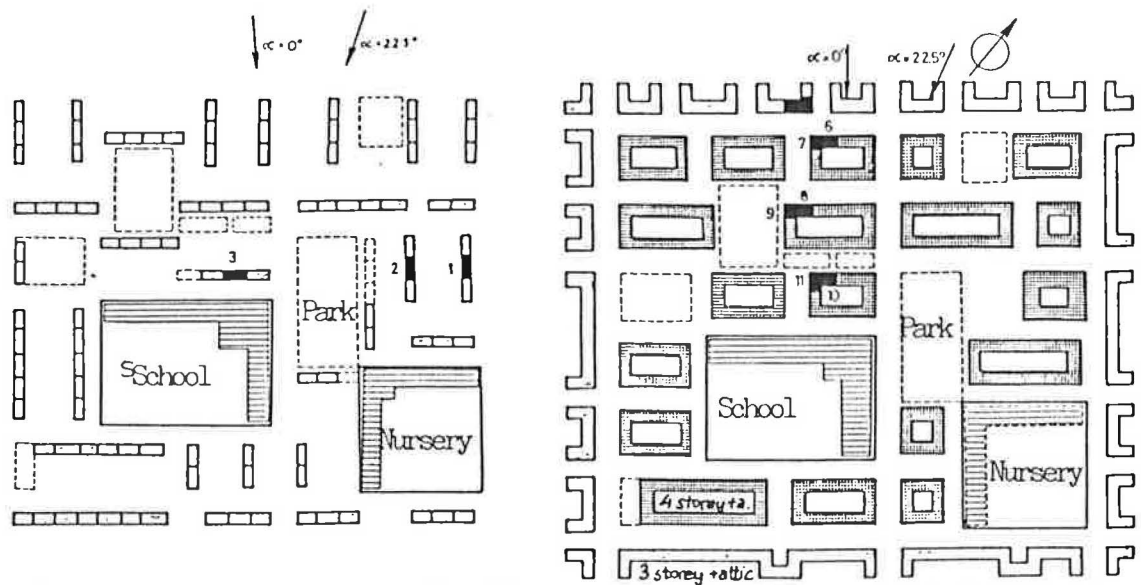 α=0°
α=22.5°
3
2
1
Park
SSchool
Nursery
α=0°
α=22.5°
6
7
8
9
11
10
Park
School
Nursery
4 storey+a.
3 storey +attic